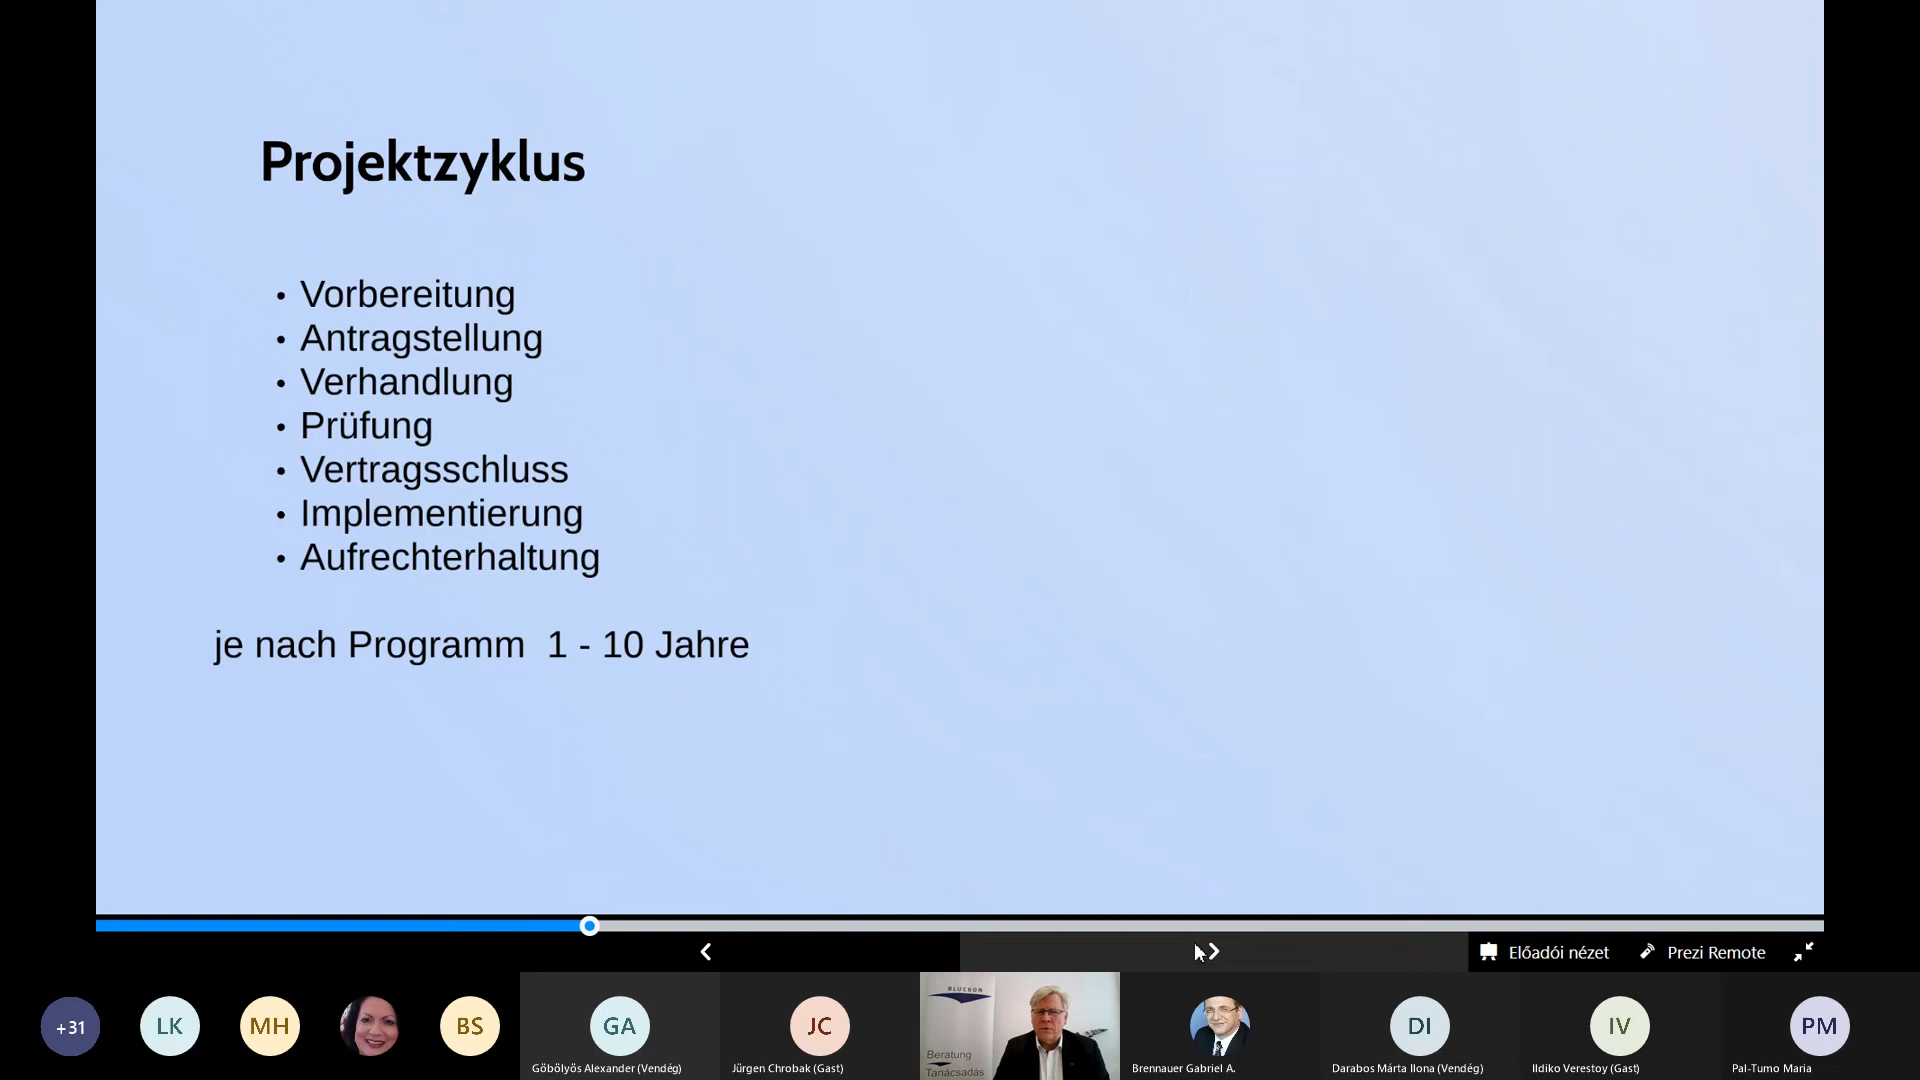 Projektzyklus
• Vorbereitung
• Antragstellung
• Verhandlung
• Prüfung
• Vertragsschluss
• Implementierung
• Aufrechterhaltung
je nach Programm 1 - 10 Jahre
Előadói nézet
Prezi Remote
+31
LK
MH
BS
GA
JC
DI
IV
PM
BLUCRON
Beratung
Tanácsadás
Göbölyös Alexander (Vendég)
Jürgen Chrobak (Gast)
Brennauer Gabriel A.
Darabos Márta Ilona (Vendég)
Ildiko Verestoy (Gast)
Pal-Tumo Maria